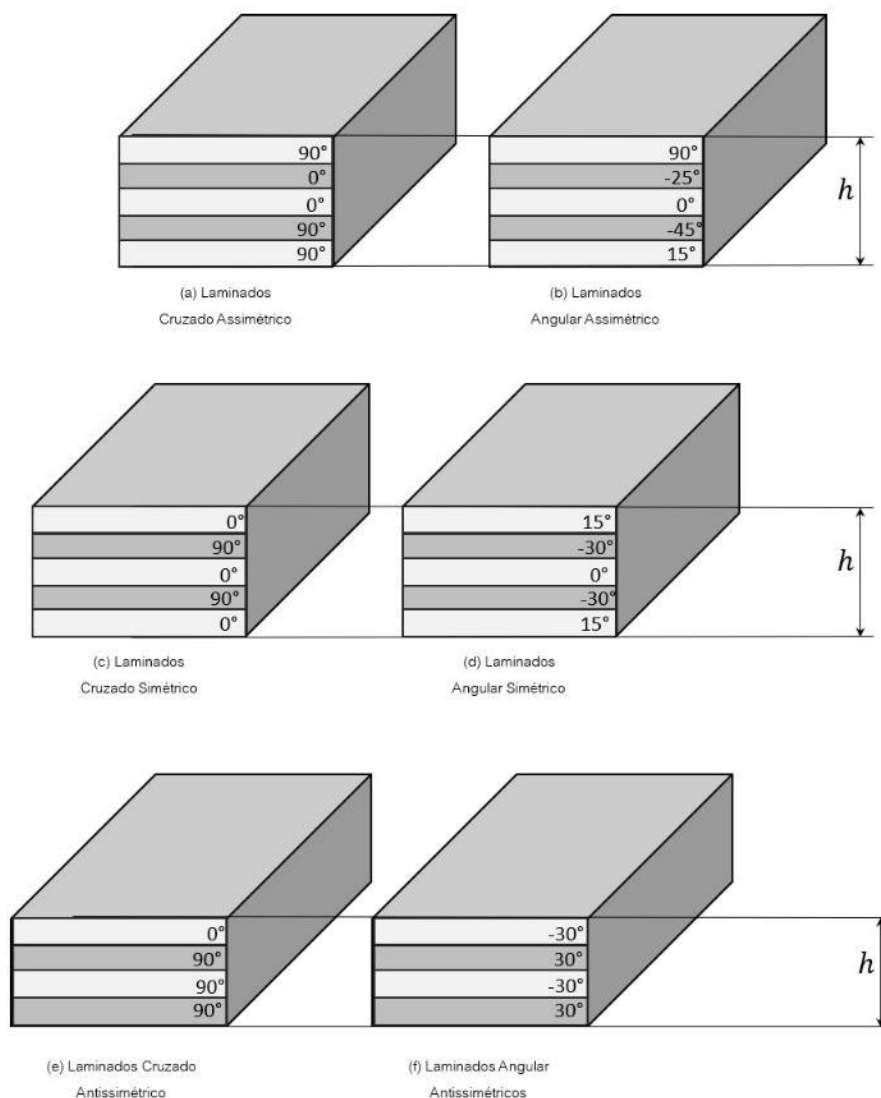 90°
0°
0°
90°
90°
90°
-25°
0°
-45°
15°
h
(a) Laminados
Cruzado Assimétrico
(b) Laminados
Angular Assimétrico
0°
90°
0°
90°
0°
15°
-30°
0°
-30°
15°
h
(c) Laminados
Cruzado Simétrico
(d) Laminados
Angular Simétrico
0°
90°
90°
90°
-30°
30°
-30°
30°
h
(e) Laminados Cruzado
Antissimétrico
(f) Laminados Angular
Antissimétricos